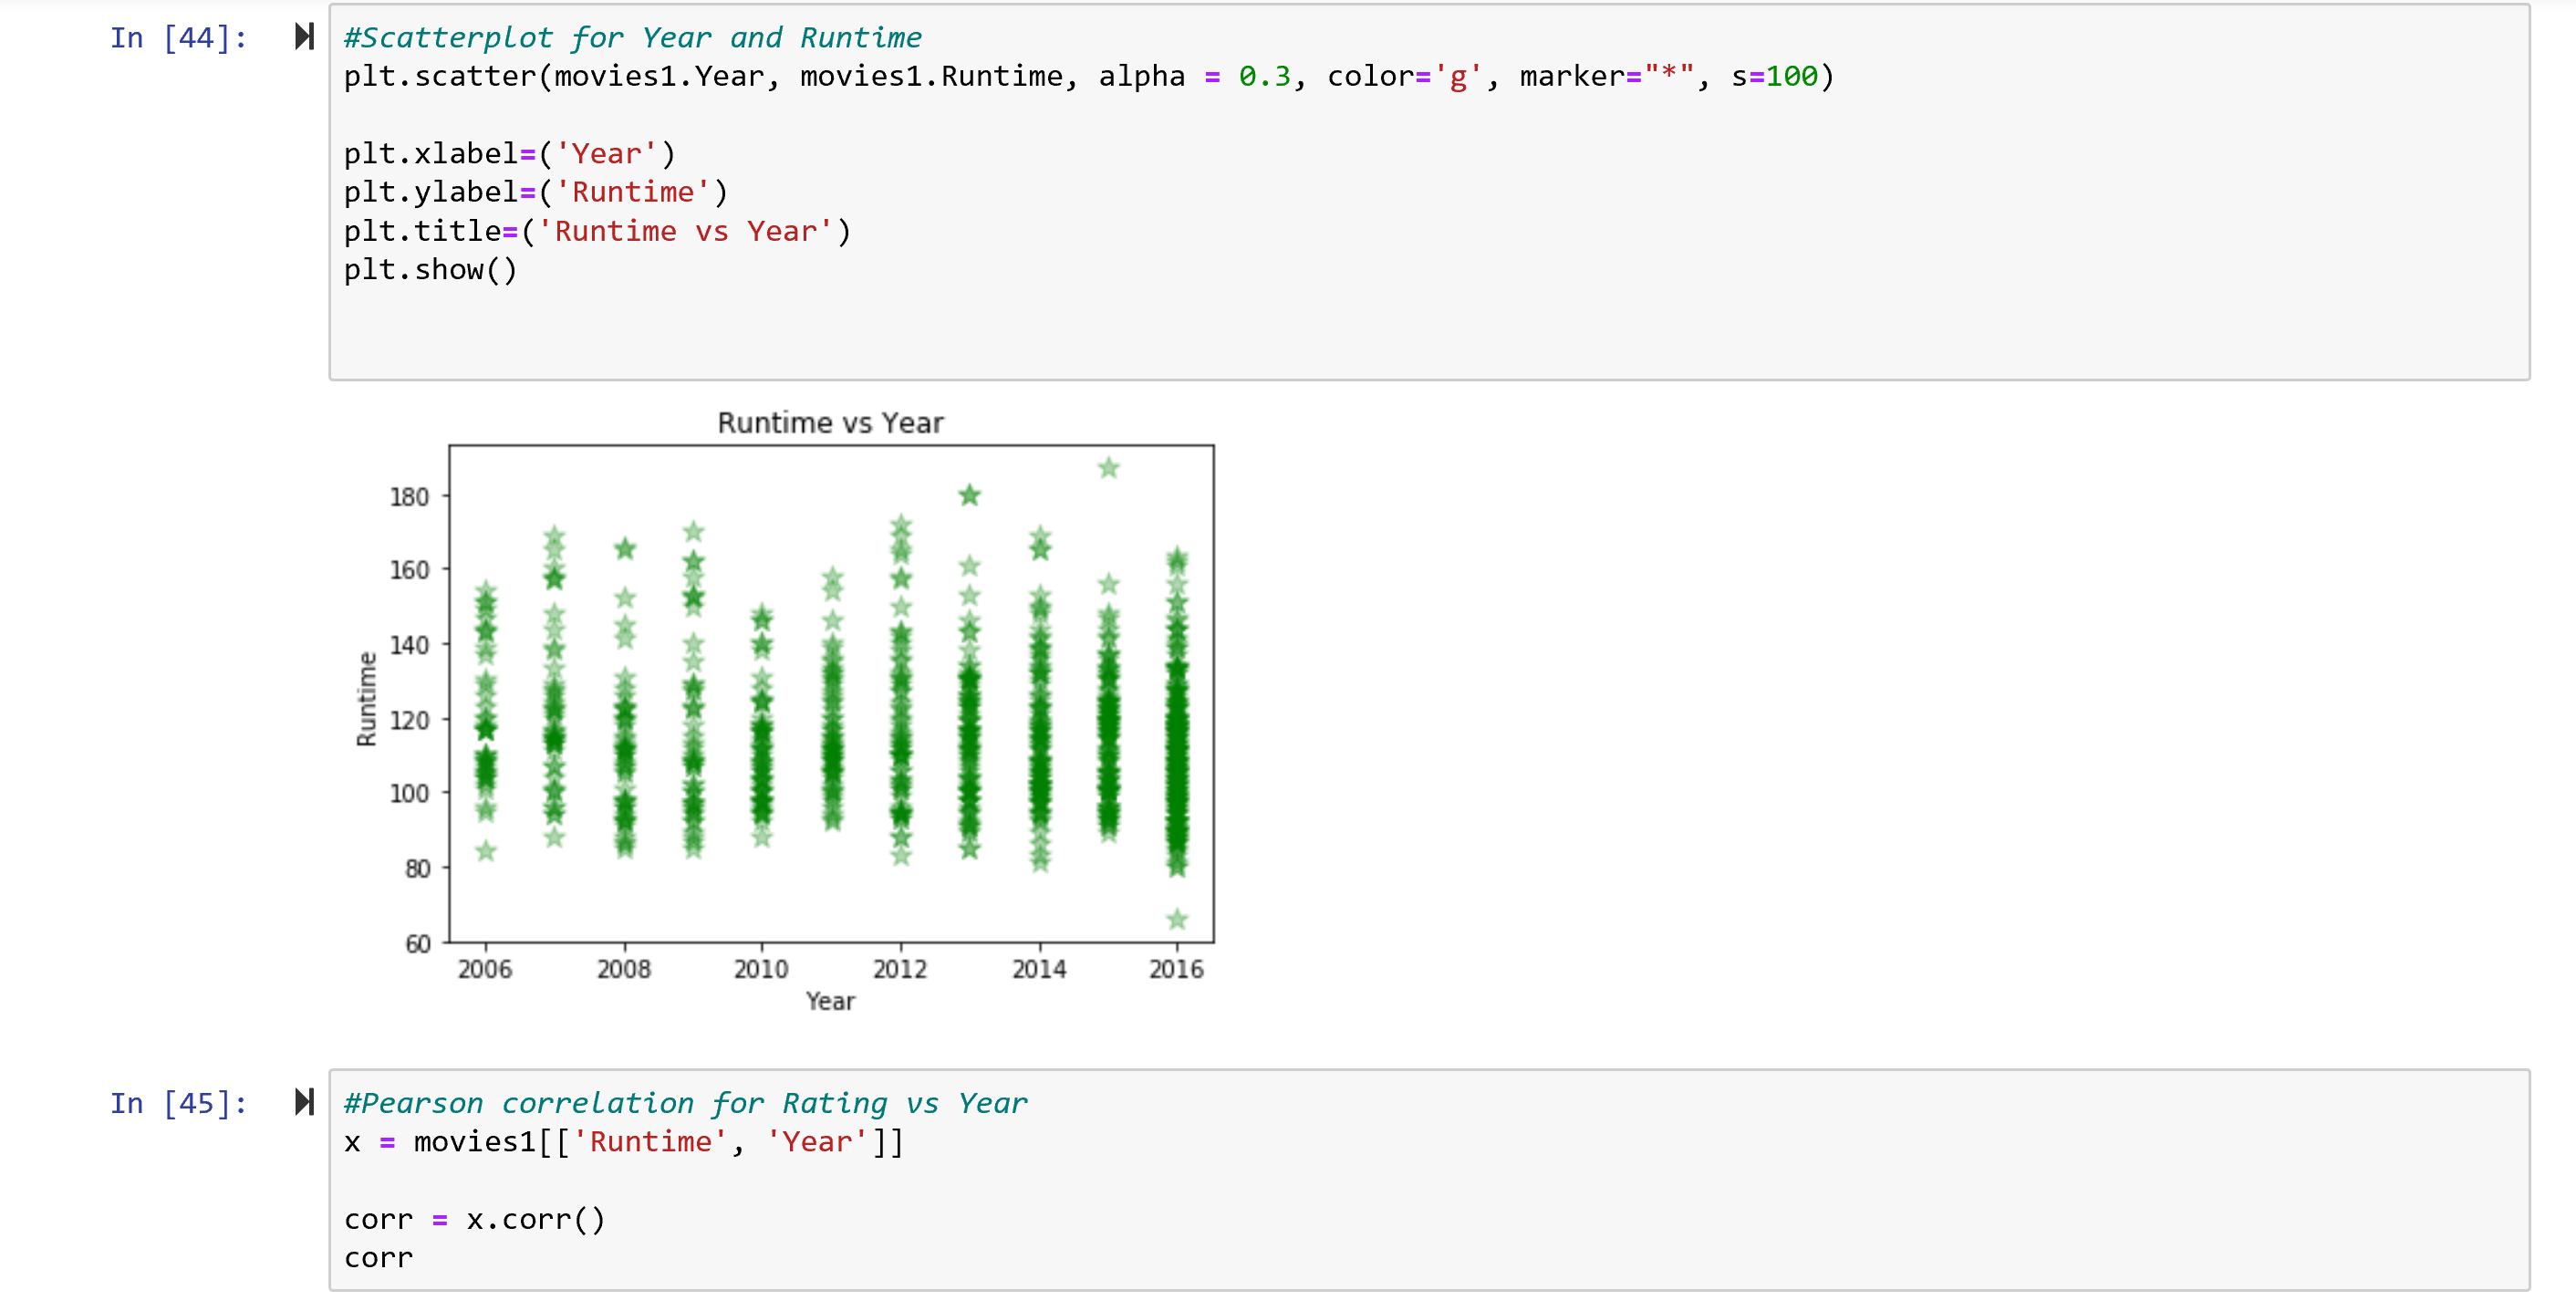 In [44]:
#Scatterplot for Year and Runtime
plt.scatter(movies1.Year, movies1.Runtime, alpha = 0.3, color='g', marker="*", s=100)
plt.xlabel=('Year')
plt.ylabel=('Runtime')
plt.title=('Runtime vs Year')
plt.show()
Runtime vs Year
Runtime
180
160
140
120
100
80
60
2006 2008 2010 2012 2014 2016
Year
In [45]:
#Pearson correlation for Rating vs Year
x = movies1[['Runtime', 'Year']]
corr = x.corr()
corr